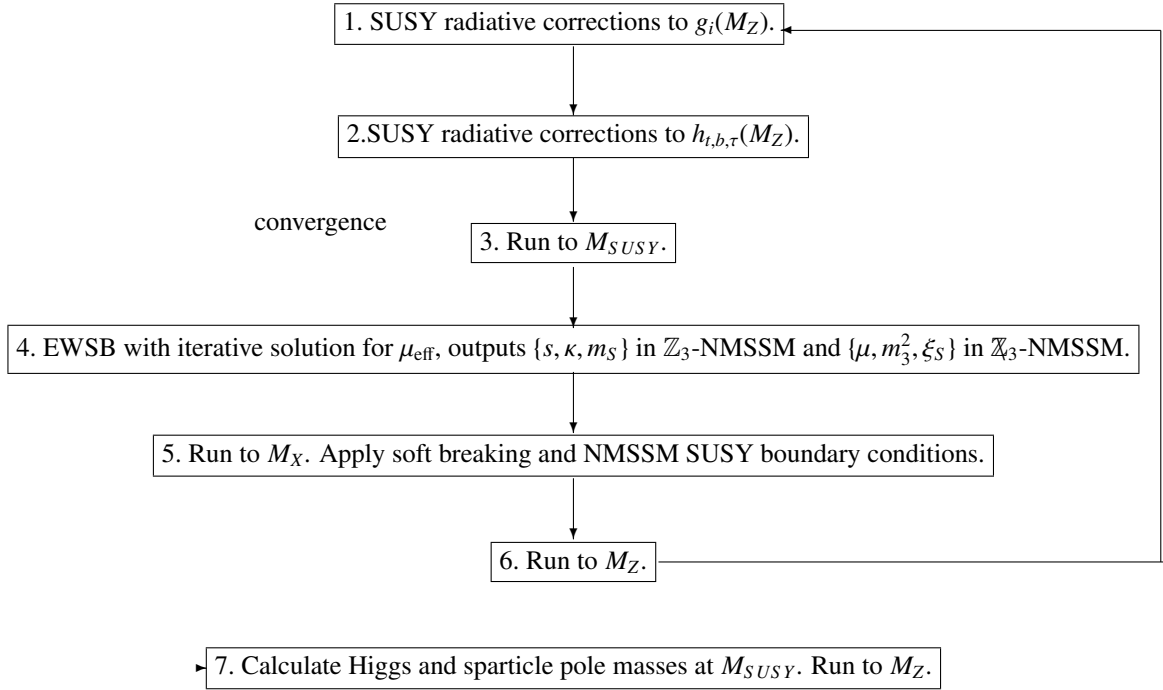 1. SUSY radiative corrections to g_i(M_Z).
2.SUSY radiative corrections to h_{t,b,τ}(M_Z).
convergence
3. Run to M_{SUSY}.
4. EWSB with iterative solution for μ_{eff}, outputs {s, κ, m_S} in ℤ_3-NMSSM and {μ, m_3^2, ξ_S} in ℤ̸_3-NMSSM.
5. Run to M_X. Apply soft breaking and NMSSM SUSY boundary conditions.
6. Run to M_Z.
7. Calculate Higgs and sparticle pole masses at M_{SUSY}. Run to M_Z.